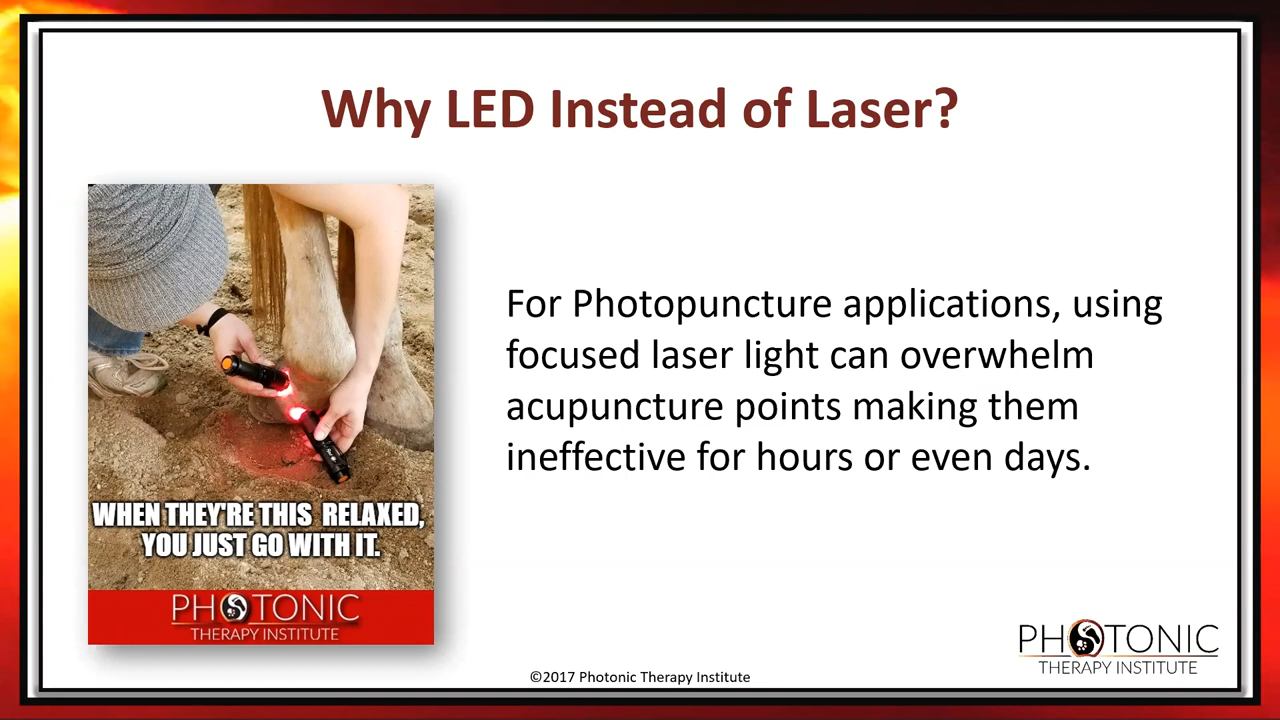 Why LED Instead of Laser?
For Photopuncture applications, using
focused laser light can overwhelm
acupuncture points making them
ineffective for hours or even days.
WHEN THEY'RE THIS RELAXED,
YOU JUST GO WITH IT.
PHOTONIC
THERAPY INSTITUTE
PHOTONIC
THERAPY INSTITUTE
©2017 Photonic Therapy Institute